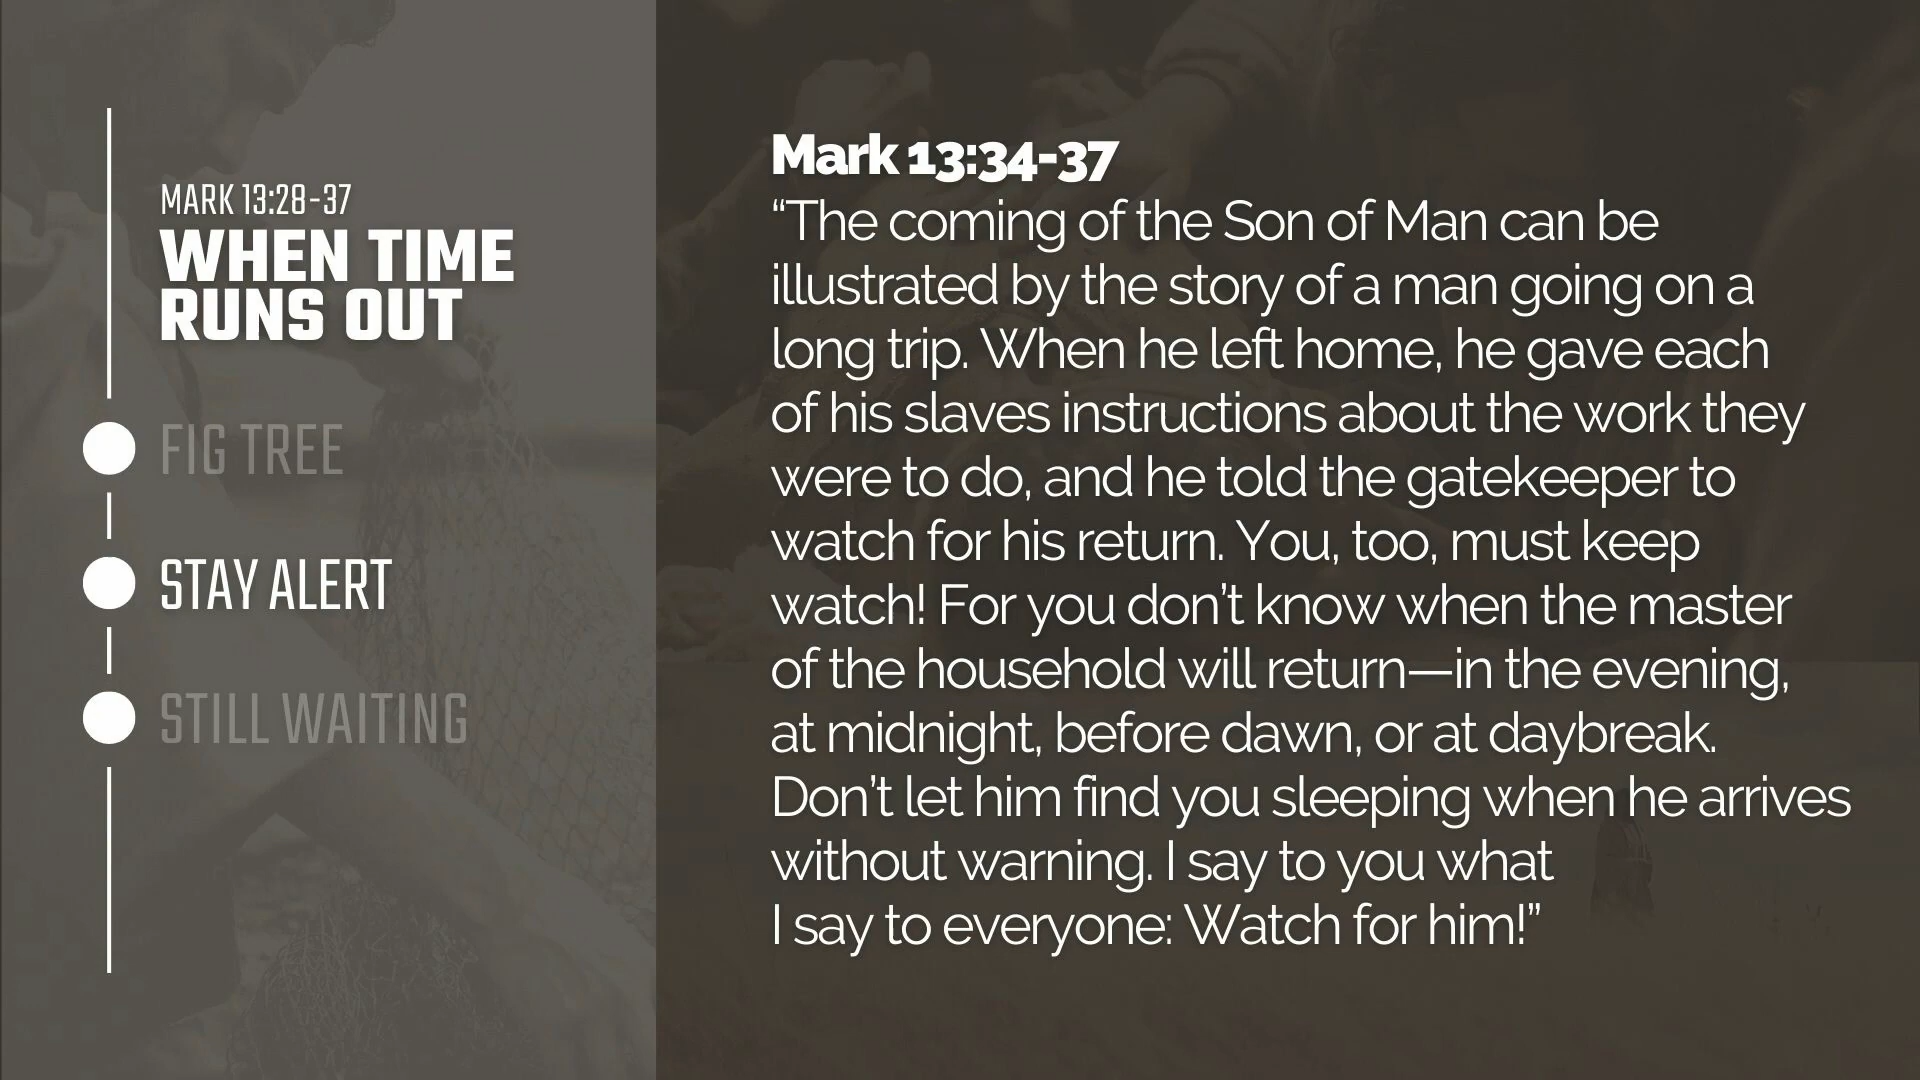 MARK 13:28-37
WHEN TIME
RUNS OUT
FIG TREE
STAY ALERT
STILL WAITING
Mark 13:34-37
“The coming of the Son of Man can be
illustrated by the story of a man going on a
long trip. When he left home, he gave each
of his slaves instructions about the work they
were to do, and he told the gatekeeper to
watch for his return. You, too, must keep
watch! For you don’t know when the master
of the household will return—in the evening,
at midnight, before dawn, or at daybreak.
Don’t let him find you sleeping when he arrives
without warning. I say to you what
I say to everyone: Watch for him!”